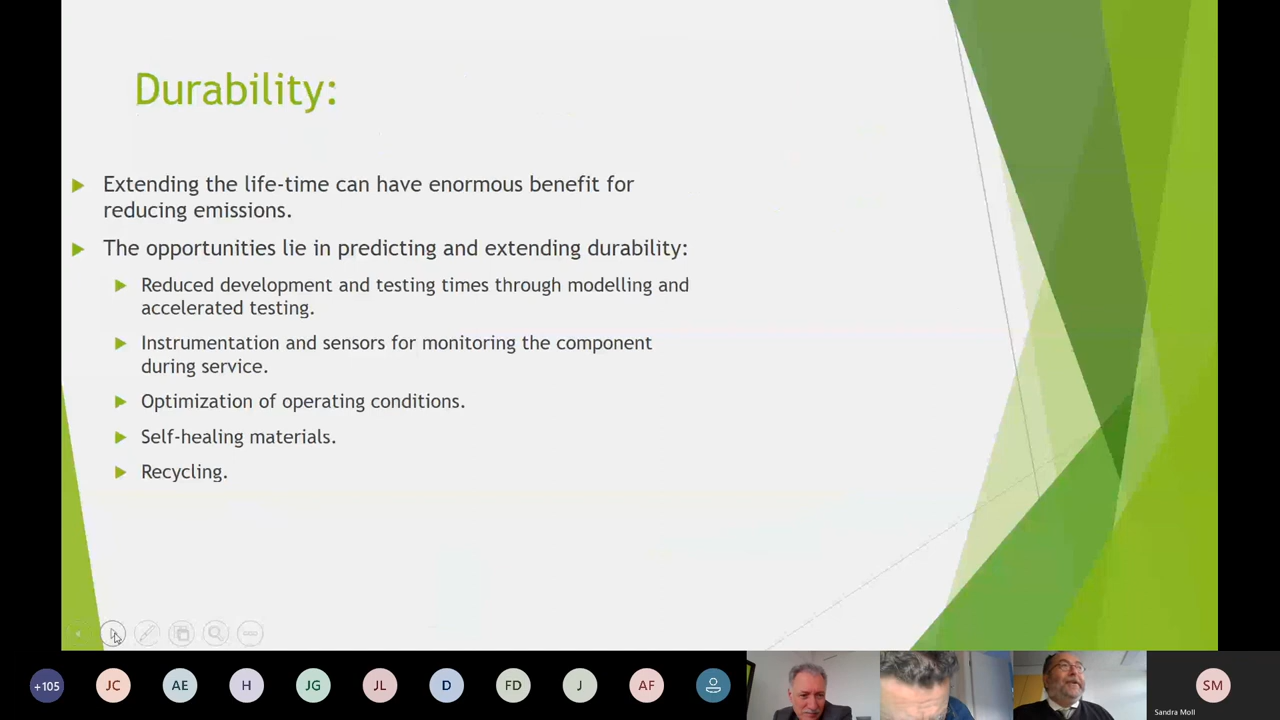 Durability:
Extending the life-time can have enormous benefit for
reducing emissions.
The opportunities lie in predicting and extending durability:
Reduced development and testing times through modelling and
accelerated testing.
Instrumentation and sensors for monitoring the component
during service.
Optimization of operating conditions.
Self-healing materials.
Recycling.
+105 JC AE H JG JL D FD J AF SM
Sandra Moll